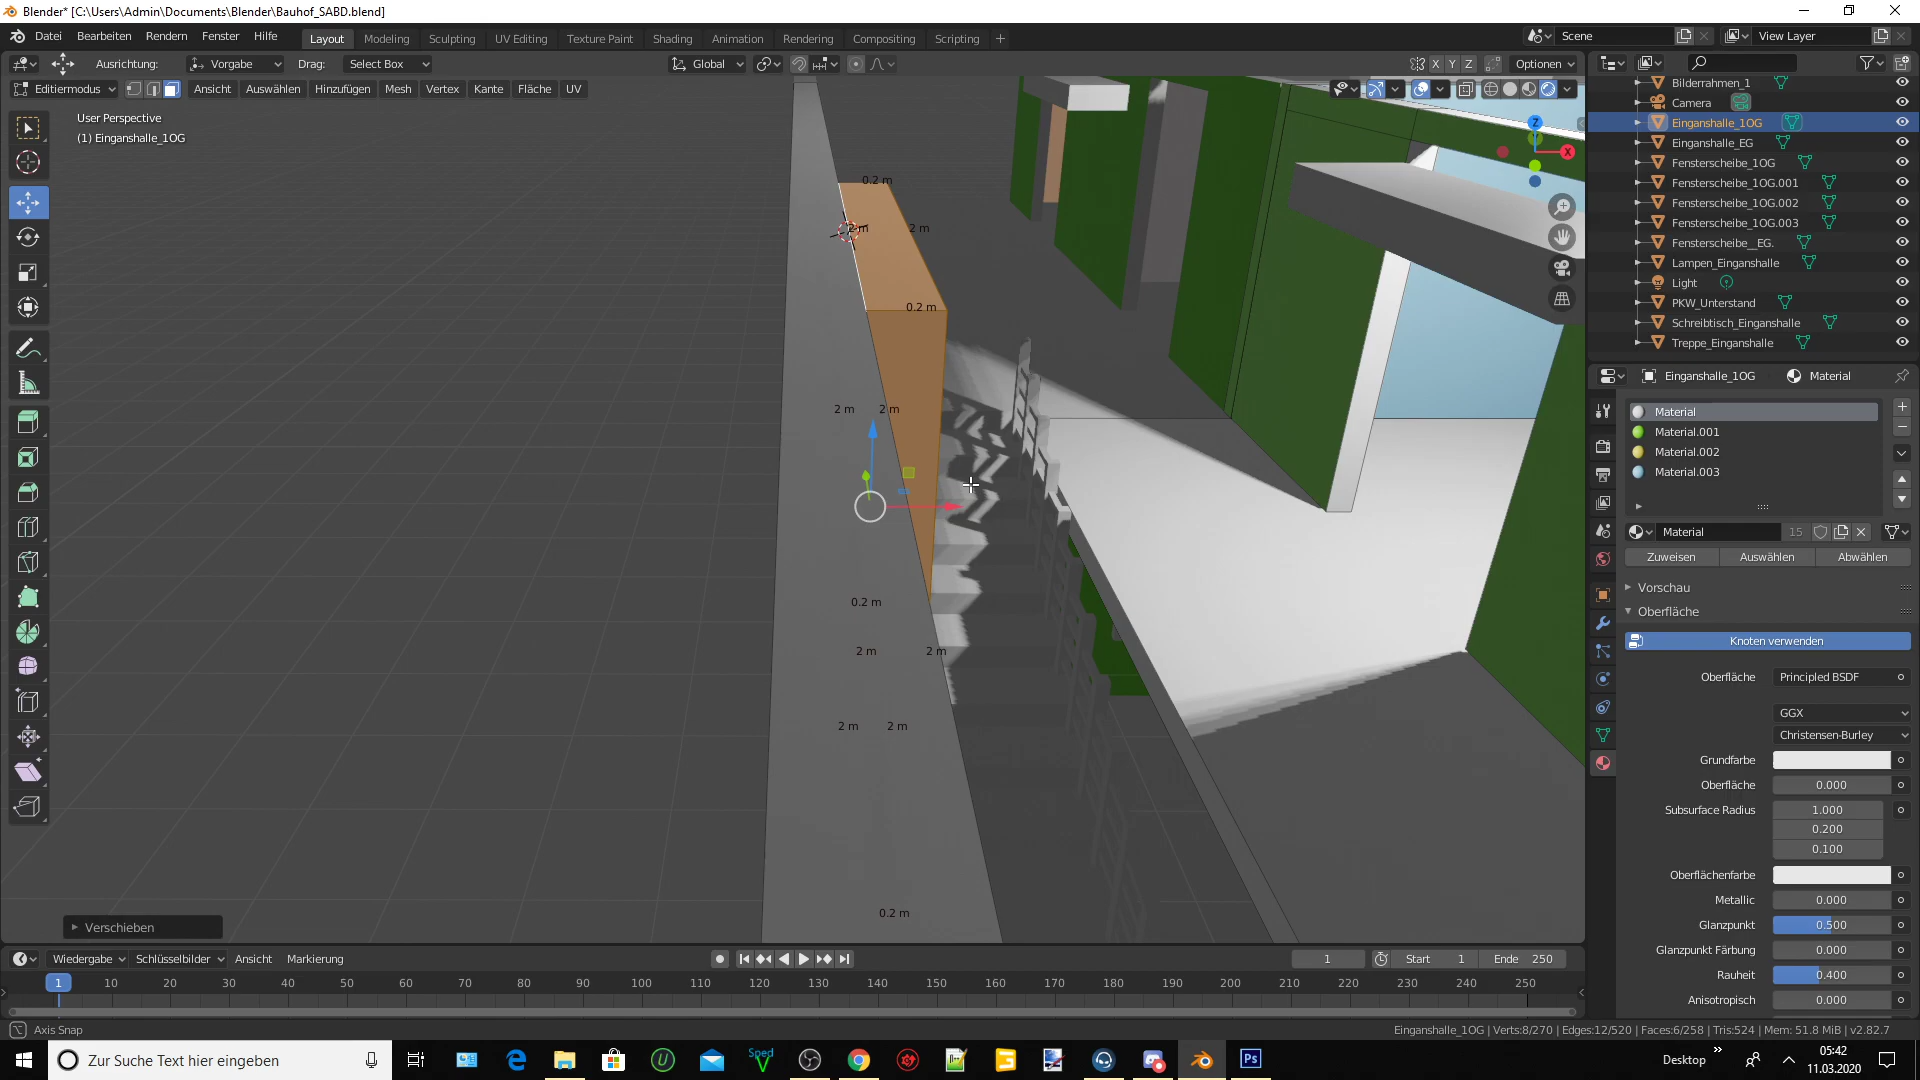 Blender* [C:\Users\Admin\Documents\Blender\Bauhof_SABD.blend]
Datei Bearbeiten Rendern Fenster Hilfe Layout Modeling Sculpting UV Editing Texture Paint Shading Animation Rendering Compositing Scripting Scene View Layer
Ausrichtung: Vorgabe Drag: Select Box Global X Y Z Optionen
Editiermodus Ansicht Auswählen Hinzufügen Mesh Vertex Kante Fläche UV
User Perspective
(1) Einganshalle_1OG
Z
X
0.2 m
2 m
2 m
0.2 m
2 m 2 m
0.2 m
2 m 2 m
2 m 2 m
0.2 m
Verschieben
Bilderrahmen_1
Camera
Einganshalle_1OG
Einganshalle_EG
Fensterscheibe_1OG
Fensterscheibe_1OG.001
Fensterscheibe_1OG.002
Fensterscheibe_1OG.003
Fensterscheibe__EG.
Lampen_Einganshalle
Light
PKW_Unterstand
Schreibtisch_Einganshalle
Treppe_Einganshalle
Einganshalle_1OG Material
Material
Material.001
Material.002
Material.003
Material 15
Zuweisen Auswählen Abwählen
Vorschau
Oberfläche
Knoten verwenden
Oberfläche Principled BSDF
GGX
Christensen-Burley
Grundfarbe
Oberfläche 0.000
Subsurface Radius 1.000
0.200
0.100
Oberflächenfarbe
Metallic 0.000
Glanzpunkt 0.500
Glanzpunkt Färbung 0.000
Rauheit 0.400
Anisotropisch 0.000
Wiedergabe Schlüsselbilder Ansicht Markierung 1 Start 1 Ende 250
1 10 20 30 40 50 60 70 80 90 100 110 120 130 140 150 160 170 180 190 200 210 220 230 240 250
Axis Snap
Einganshalle_1OG | Verts:8/270 | Edges:12/520 | Faces:6/258 | Tris:524 | Mem: 51.8 MiB | v2.82.7
Zur Suche Text hier eingeben
Sped
V
Ps
Desktop
05:42
11.03.2020